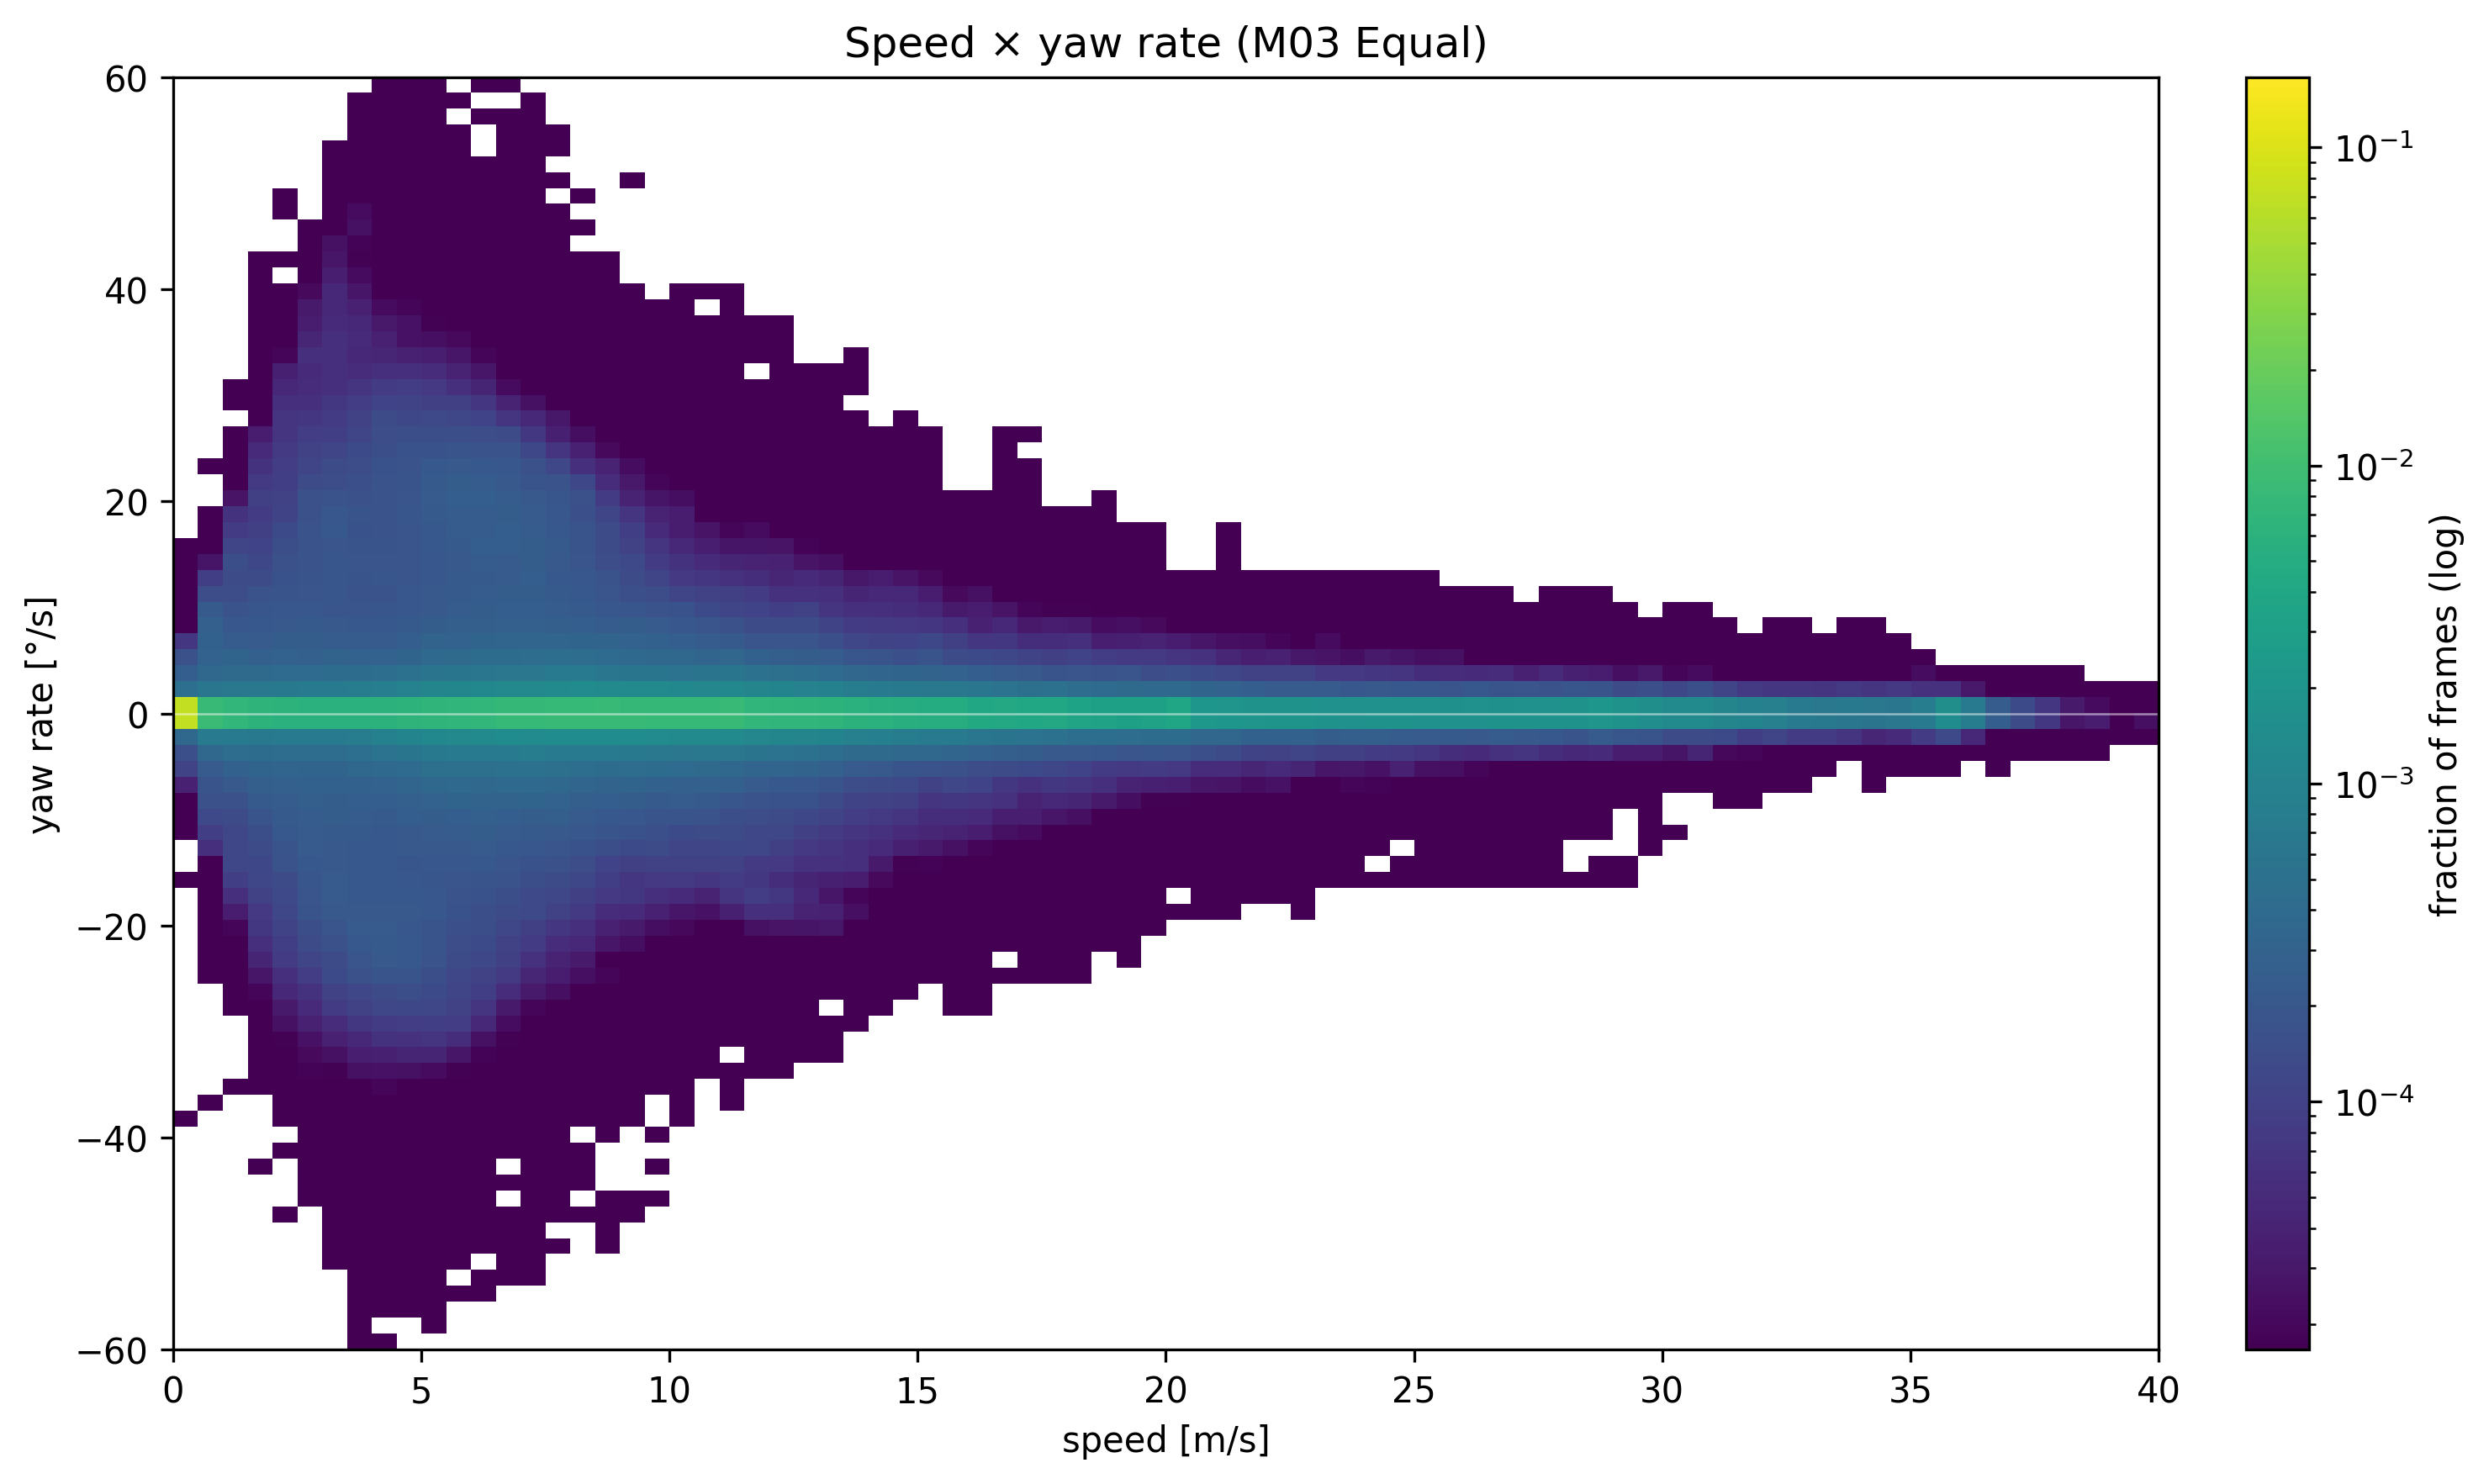 Speed × yaw rate (M03 Equal)
60
40
20
0
−20
−40
−60
yaw rate [°/s]
0 5 10 15 20 25 30 35 40
speed [m/s]
10⁻¹
10⁻²
10⁻³
10⁻⁴
fraction of frames (log)